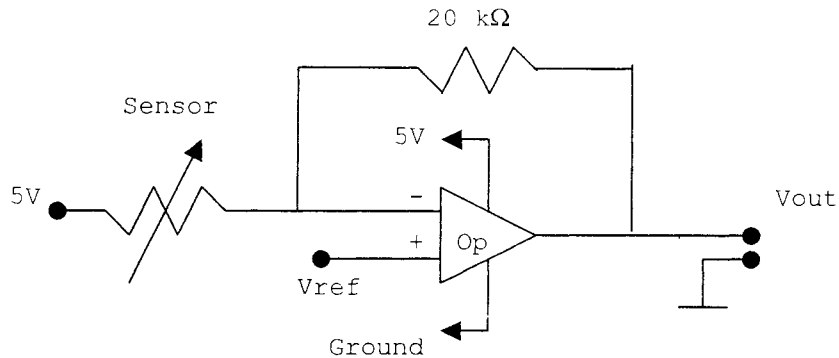 20 kΩ
Sensor
5V
5V
Vout
-
+
Op
Vref
Ground